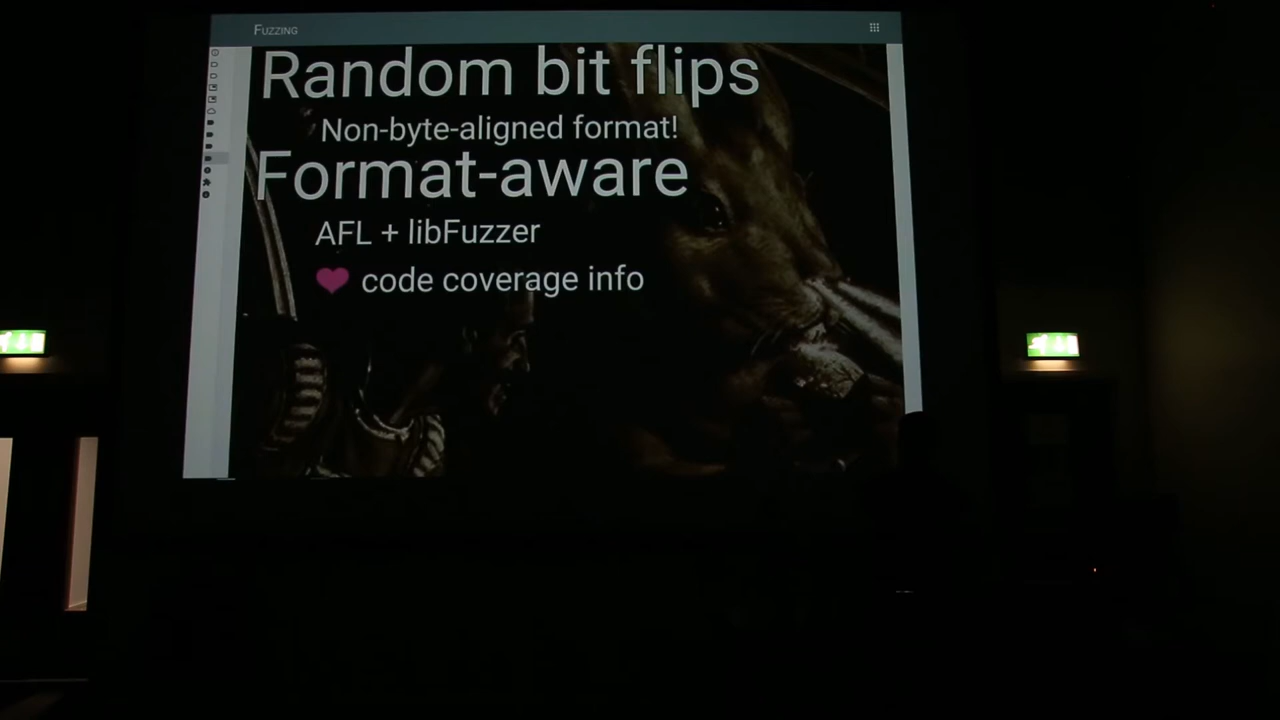 Fuzzing
Random bit flips
Non-byte-aligned format!
Format-aware
AFL + libFuzzer
❤ code coverage info